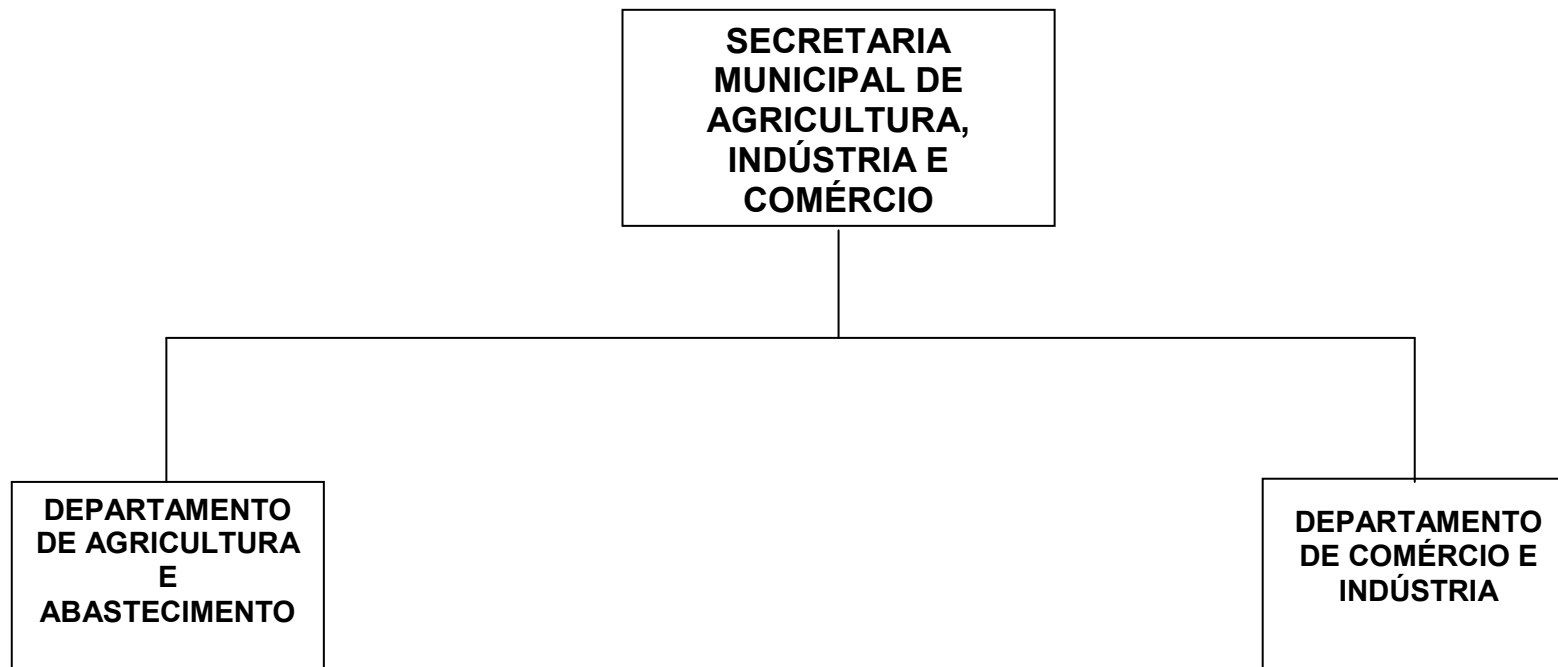 SECRETARIA
MUNICIPAL DE
AGRICULTURA,
INDÚSTRIA E
COMÉRCIO
DEPARTAMENTO
DE AGRICULTURA
E
ABASTECIMENTO
DEPARTAMENTO
DE COMÉRCIO E
INDÚSTRIA